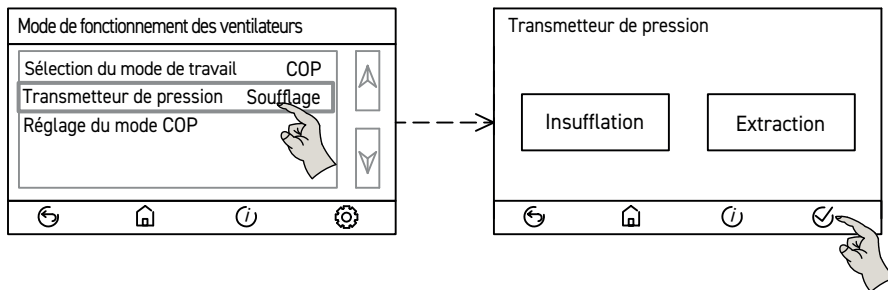 Mode de fonctionnement des ventilateurs
Sélection du mode de travail COP
Transmetteur de pression Soufflage
Réglage du mode COP
Transmetteur de pression
Insufflation Extraction